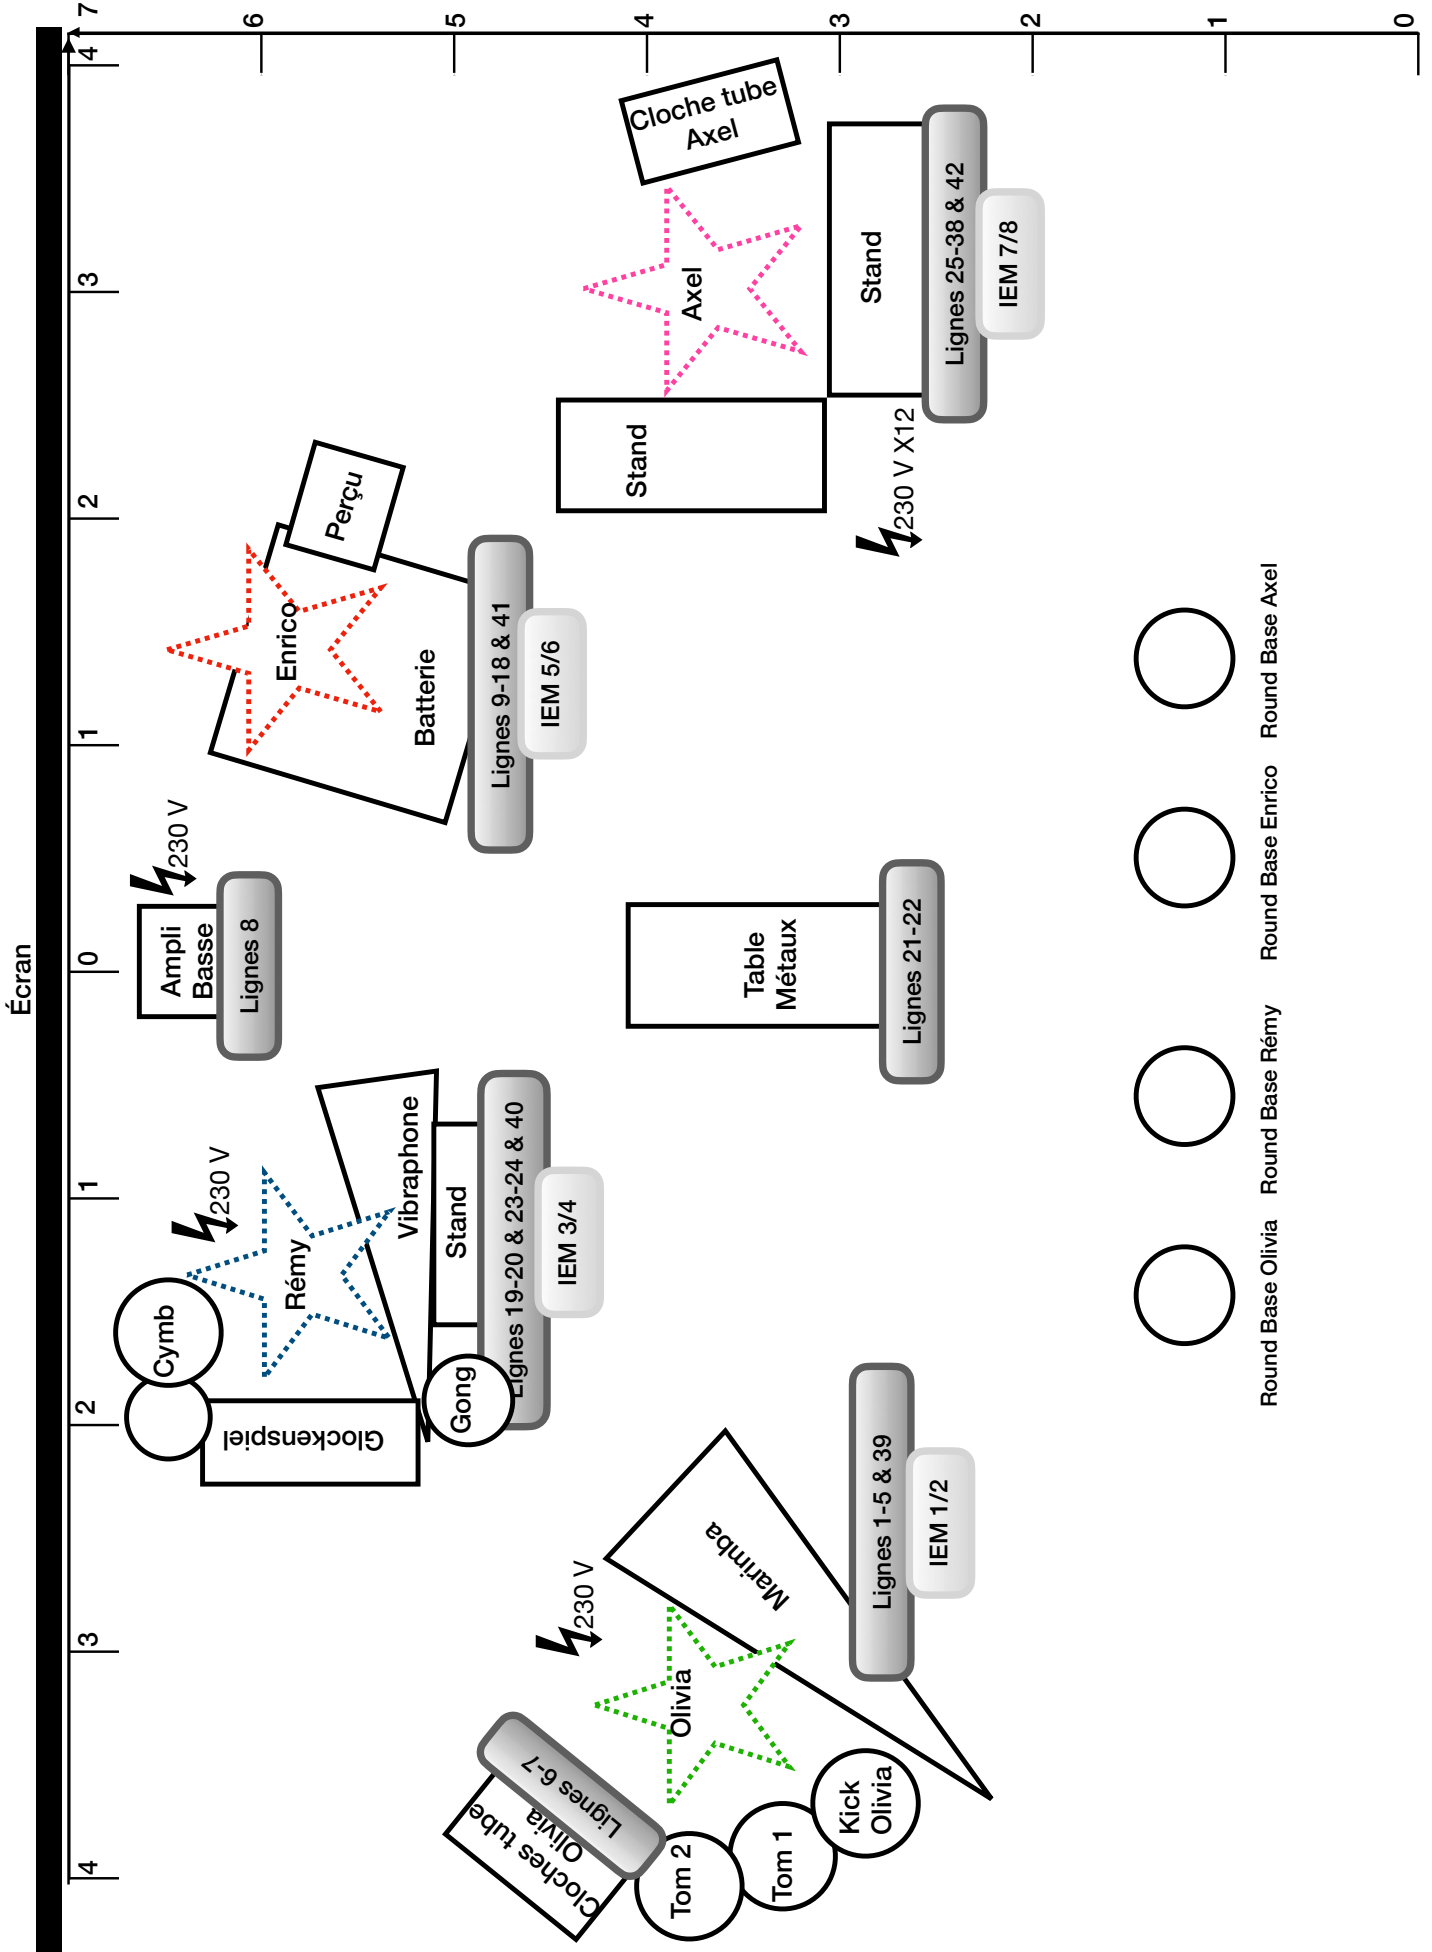 Écran
4
3
2
1
0
1
2
3
4
7
6
5
4
3
2
1
0
Cymb
230 V
Ampli
Basse
230 V
Lignes 8
Glockenspiel
Rémy
Vibraphone
Stand
Gong
Lignes 19-20 & 23-24 & 40
IEM 3/4
Enrico
Perçu
Batterie
Lignes 9-18 & 41
IEM 5/6
Cloches tube
Olivia
Lignes 6-7
230 V
Olivia
Tom 2
Tom 1
Kick
Olivia
Marimba
Lignes 1-5 & 39
IEM 1/2
Table
Métaux
Lignes 21-22
Stand
Axel
Cloche tube
Axel
Stand
230 V X12
Lignes 25-38 & 42
IEM 7/8
Round Base Olivia
Round Base Rémy
Round Base Enrico
Round Base Axel